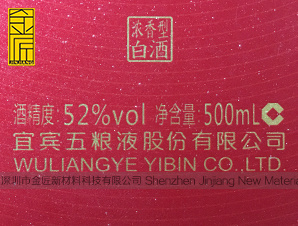 金匠
浓香型
白酒
酒精度:52%vol 净含量:500mL
宜宾五粮液股份有限公司
WULIANGYE YIBIN CO.,LTD.
深圳市金匠新材料科技有限公司 Shenzhen Jinjiang New Materia